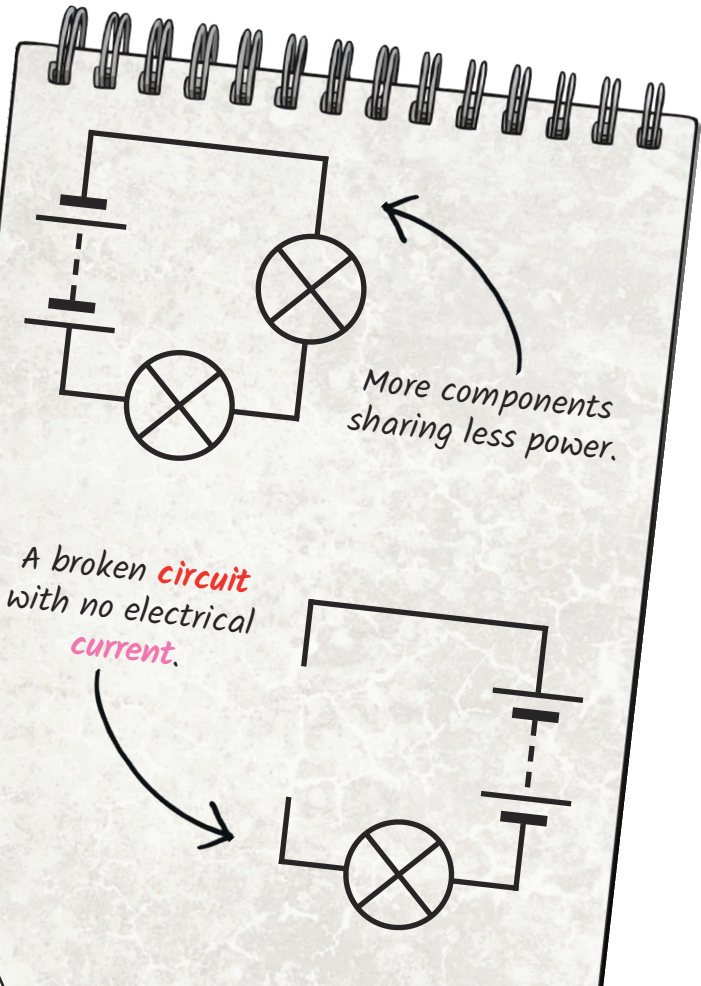 More components
sharing less power.
A broken circuit
with no electrical
current.